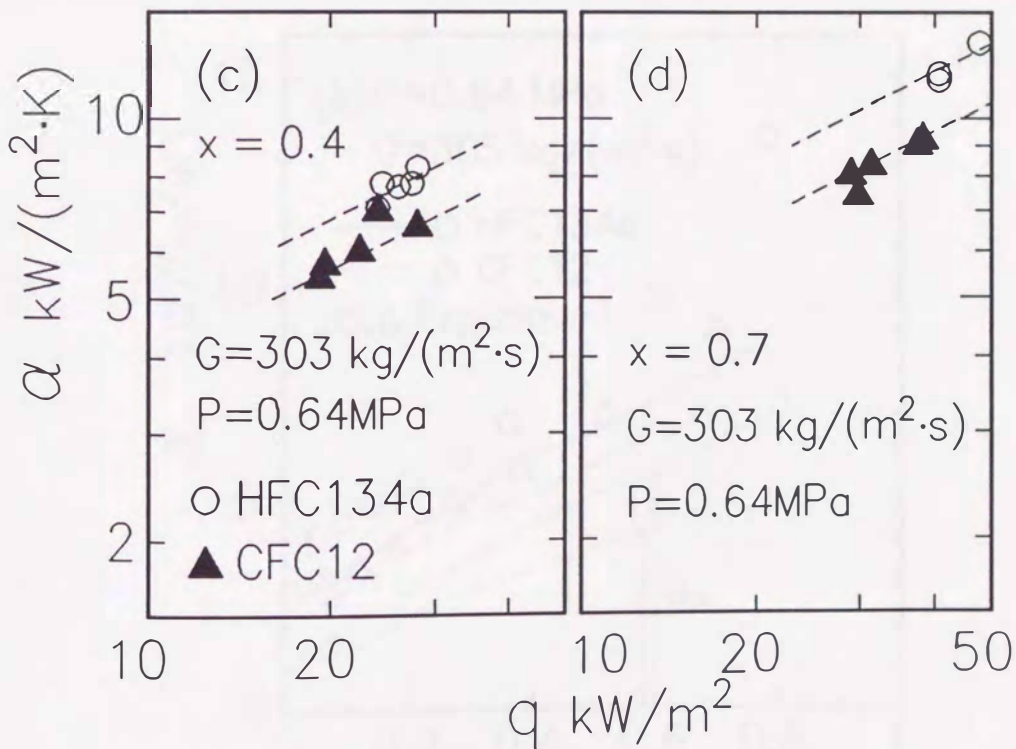 α kW/(m²·K)
10
5
2
(c)
x = 0.4
G=303 kg/(m²·s)
P=0.64MPa
○ HFC134a
▲ CFC12
10
20
(d)
x = 0.7
G=303 kg/(m²·s)
P=0.64MPa
10
20
50
q kW/m²